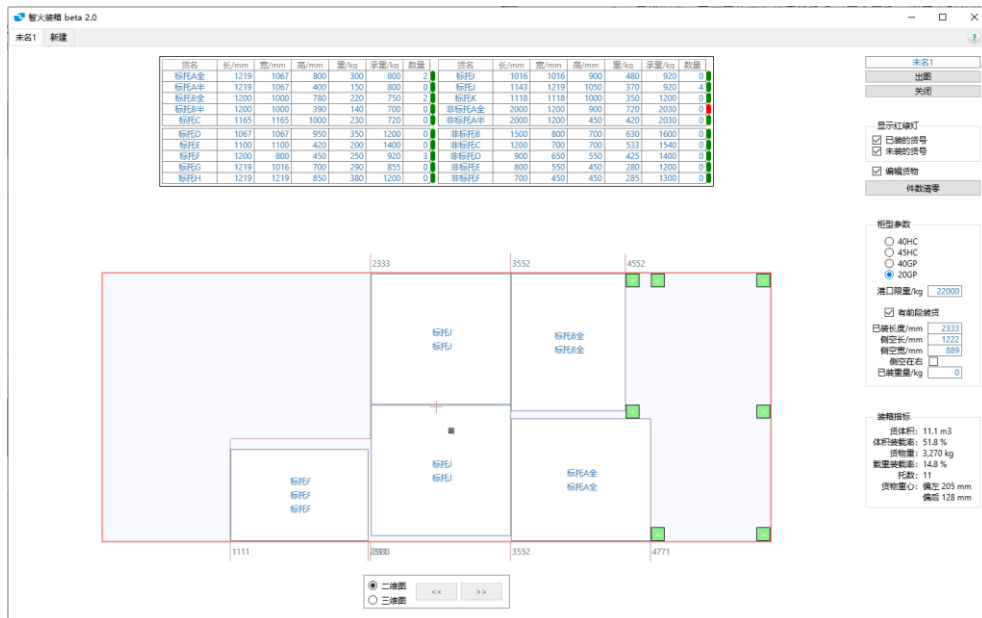 智火装箱 beta 2.0
未名1 新建
?
货名 长/mm 宽/mm 高/mm 重/kg 承重/kg 数量 货名 长/mm 宽/mm 高/mm 重/kg 承重/kg 数量
标托A全 1219 1067 800 300 800 2 标托I 1016 1016 900 480 920 0
标托A半 1219 1067 400 150 800 0 标托J 1143 1219 1050 370 920 4
标托B全 1200 1000 780 220 750 2 标托K 1118 1118 1000 350 1200 0
标托B半 1200 1000 390 140 700 0 非标托A全 2000 1200 900 720 2030 0
标托C 1165 1165 1000 230 720 0 非标托A半 2000 1200 450 420 2030 0
标托D 1067 1067 950 350 1200 0 非标托B 1500 800 700 630 1600 0
标托E 1100 1100 420 200 1400 0 非标托C 1200 700 700 533 1540 0
标托F 1200 800 450 250 920 3 非标托D 900 650 550 425 1400 0
标托G 1219 1016 700 290 855 0 非标托E 800 550 450 280 1200 0
标托H 1219 1219 850 380 1200 0 非标托F 700 450 450 285 1300 0
未名1
出图
关闭
显示红绿灯
已装的货号
未装的货号
编辑货物
件数清零
柜型参数
40HC
45HC
40GP
20GP
港口限重/kg 22000
有前段装货
已装长度/mm 2333
侧空长/mm 1222
侧空宽/mm 889
侧空在右
已装重量/kg 0
装箱指标
货体积: 11.1 m3
体积装载率: 51.8 %
货物重: 3,270 kg
载重装载率: 14.8 %
托数: 11
货物重心: 偏左 205 mm
偏后 128 mm
2333 3552 4552
标托J
标托J
标托B全
标托B全
标托J
标托J
标托A全
标托A全
标托F
标托F
标托F
1111 2333 3552 4771
二维图
三维图
<< >>